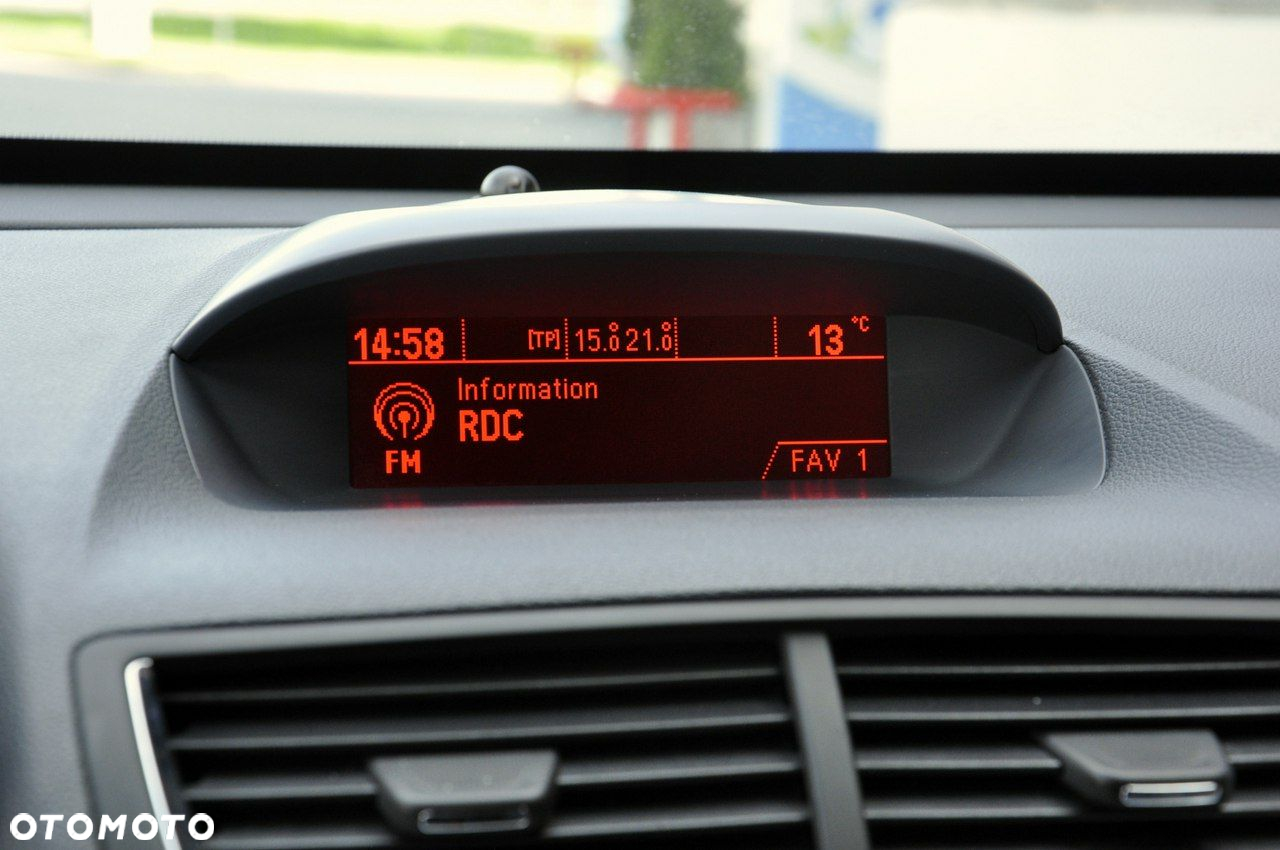 14:58 [TP] 15.0° 21.0° 13 °C
Information
RDC
FM
FAV 1
OTOMOTO